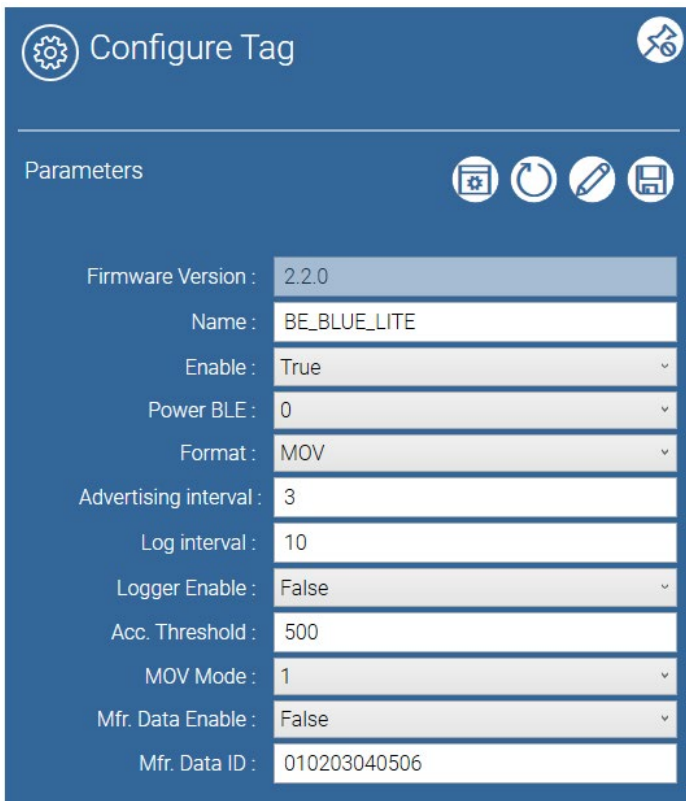 Configure Tag
Parameters
Firmware Version : 2.2.0
Name : BE_BLUE_LITE
Enable : True
Power BLE : 0
Format : MOV
Advertising interval : 3
Log interval : 10
Logger Enable : False
Acc. Threshold : 500
MOV Mode : 1
Mfr. Data Enable : False
Mfr. Data ID : 010203040506